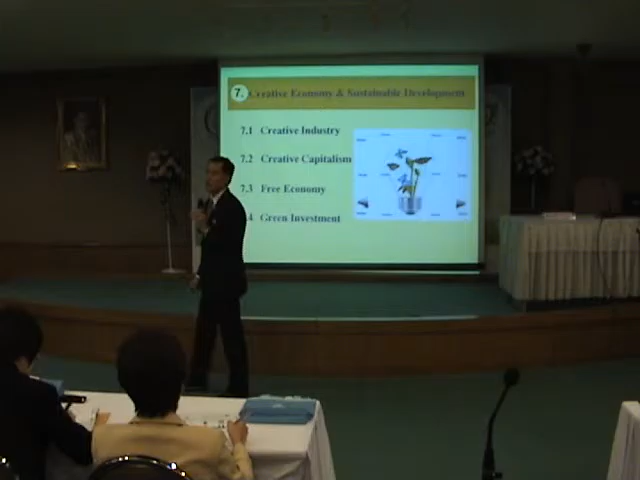 7. Creative Economy & Sustainable Development
7.1 Creative Industry
7.2 Creative Capitalism
7.3 Free Economy
4 Green Investment